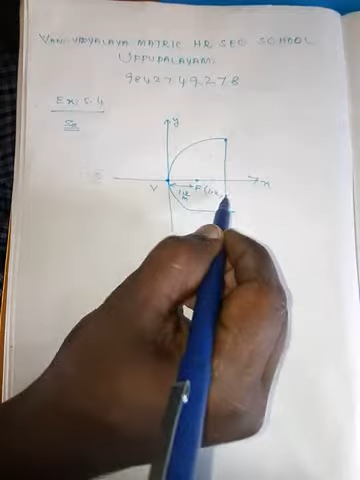 VANI VIDYALAYA MATRIC HR SEC SCHOOL
UPPUPALAYAM
9842749278
Ex: 5.4
y
x
V
F